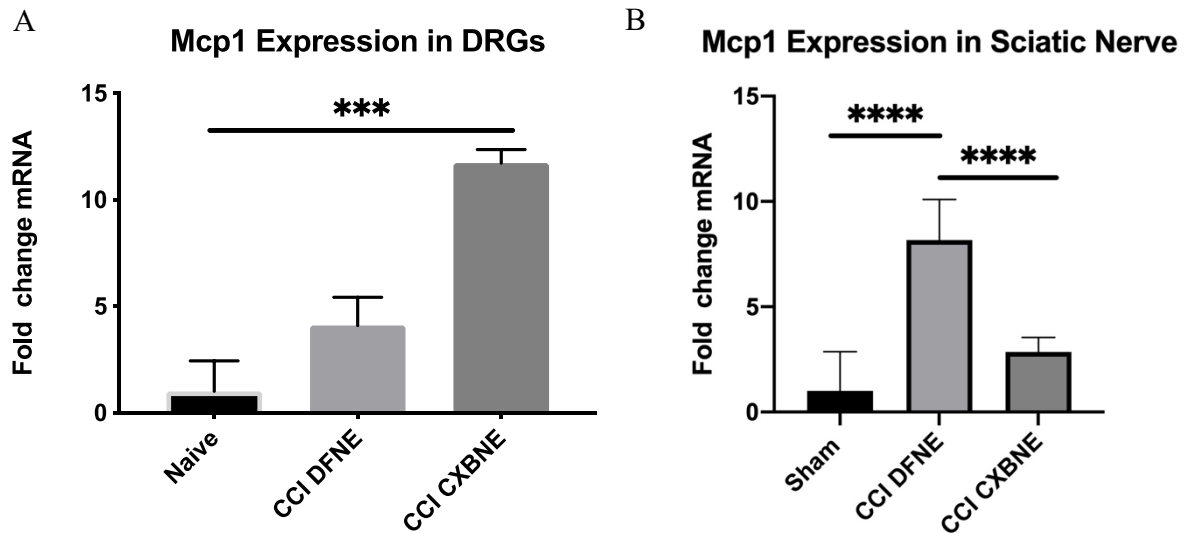 A
Mcp1 Expression in DRGs
Fold change mRNA
15
10
5
0
***
Naive
CCI DFNE
CCI CXBNE
B
Mcp1 Expression in Sciatic Nerve
Fold change mRNA
15
10
5
0
****
****
Sham
CCI DFNE
CCI CXBNE